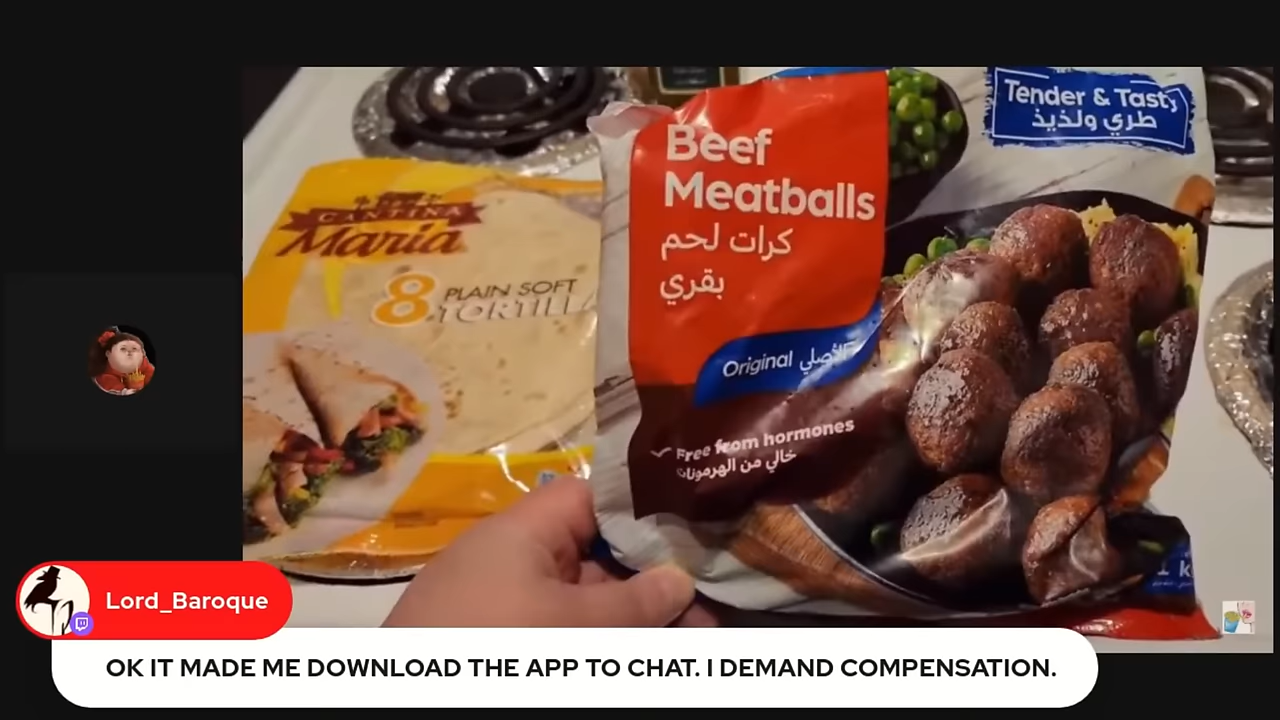 CANTINA
Maria
8 PLAIN SOFT
TORTILLA
Beef
Meatballs
كرات لحم
بقري
Original الأصلي
Free from hormones
خالي من الهرمونات
Tender & Tasty
طري ولذيذ
Lord_Baroque
OK IT MADE ME DOWNLOAD THE APP TO CHAT. I DEMAND COMPENSATION.